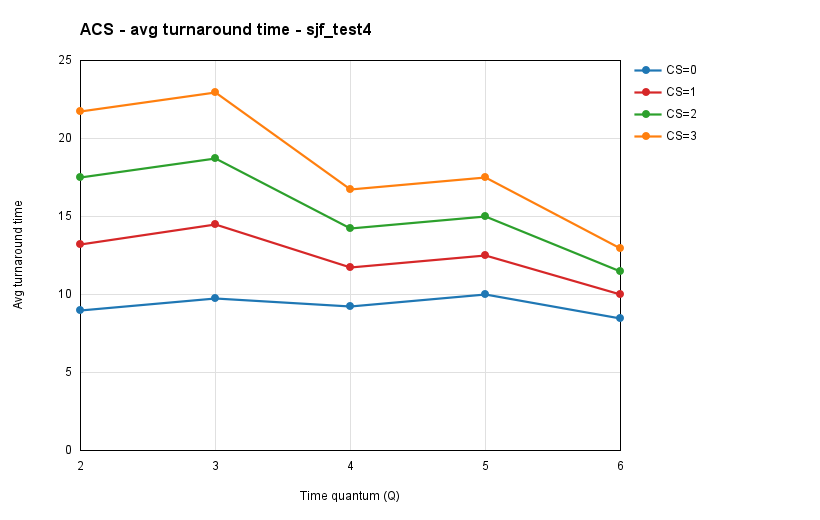 ACS - avg turnaround time - sjf_test4
25
20
15
10
5
0
Avg turnaround time
2 3 4 5 6
Time quantum (Q)
CS=0
CS=1
CS=2
CS=3